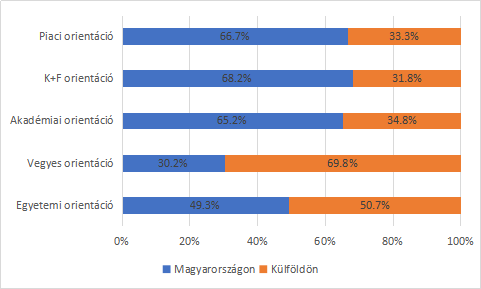 Piaci orientáció 66.7% 33.3%
K+F orientáció 68.2% 31.8%
Akadémiai orientáció 65.2% 34.8%
Vegyes orientáció 30.2% 69.8%
Egyetemi orientáció 49.3% 50.7%
0% 20% 40% 60% 80% 100%
Magyarországon Külföldön